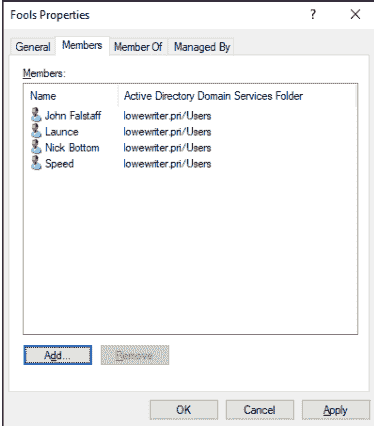 Fools Properties ? X
General Members Member Of Managed By
Members:
Name Active Directory Domain Services Folder
John Falstaff lowewriter.pri/Users
Launce lowewriter.pri/Users
Nick Bottom lowewriter.pri/Users
Speed lowewriter.pri/Users
Add... Remove
OK Cancel Apply